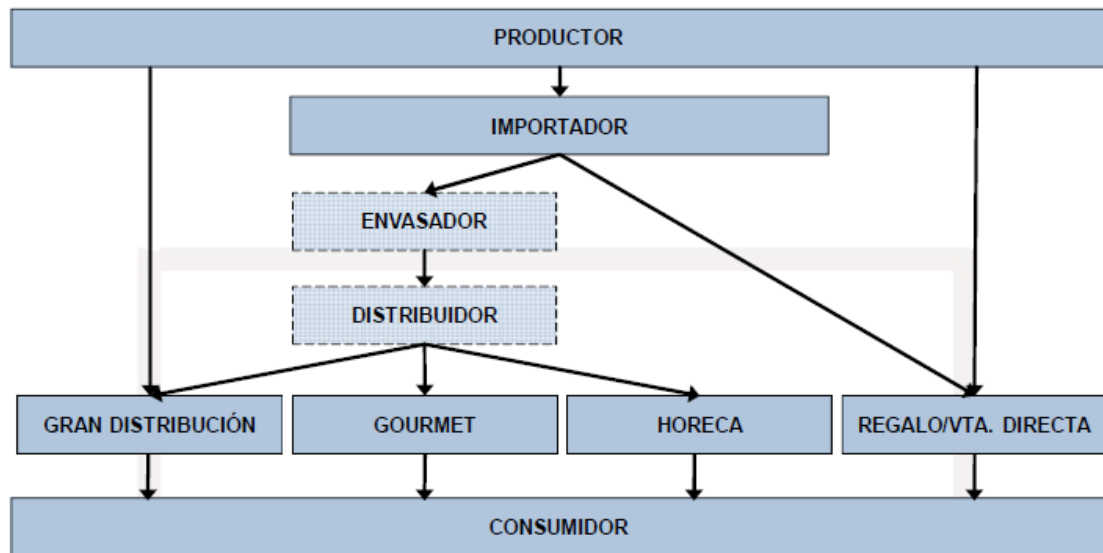 PRODUCTOR
IMPORTADOR
ENVASADOR
DISTRIBUIDOR
GRAN DISTRIBUCIÓN
GOURMET
HORECA
REGALO/VTA. DIRECTA
CONSUMIDOR